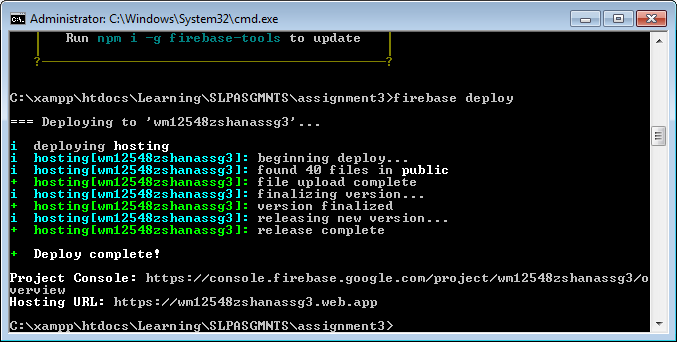 Administrator: C:\Windows\System32\cmd.exe
Run npm i -g firebase-tools to update
?───────────────────────────────────────────?
C:\xampp\htdocs\Learning\SLPASGMNTS\assignment3>firebase deploy
=== Deploying to 'wm12548zshanassg3'...
i  deploying hosting
i  hosting[wm12548zshanassg3]: beginning deploy...
i  hosting[wm12548zshanassg3]: found 40 files in public
+  hosting[wm12548zshanassg3]: file upload complete
i  hosting[wm12548zshanassg3]: finalizing version...
+  hosting[wm12548zshanassg3]: version finalized
i  hosting[wm12548zshanassg3]: releasing new version...
+  hosting[wm12548zshanassg3]: release complete
+  Deploy complete!
Project Console: https://console.firebase.google.com/project/wm12548zshanassg3/o
verview
Hosting URL: https://wm12548zshanassg3.web.app
C:\xampp\htdocs\Learning\SLPASGMNTS\assignment3>